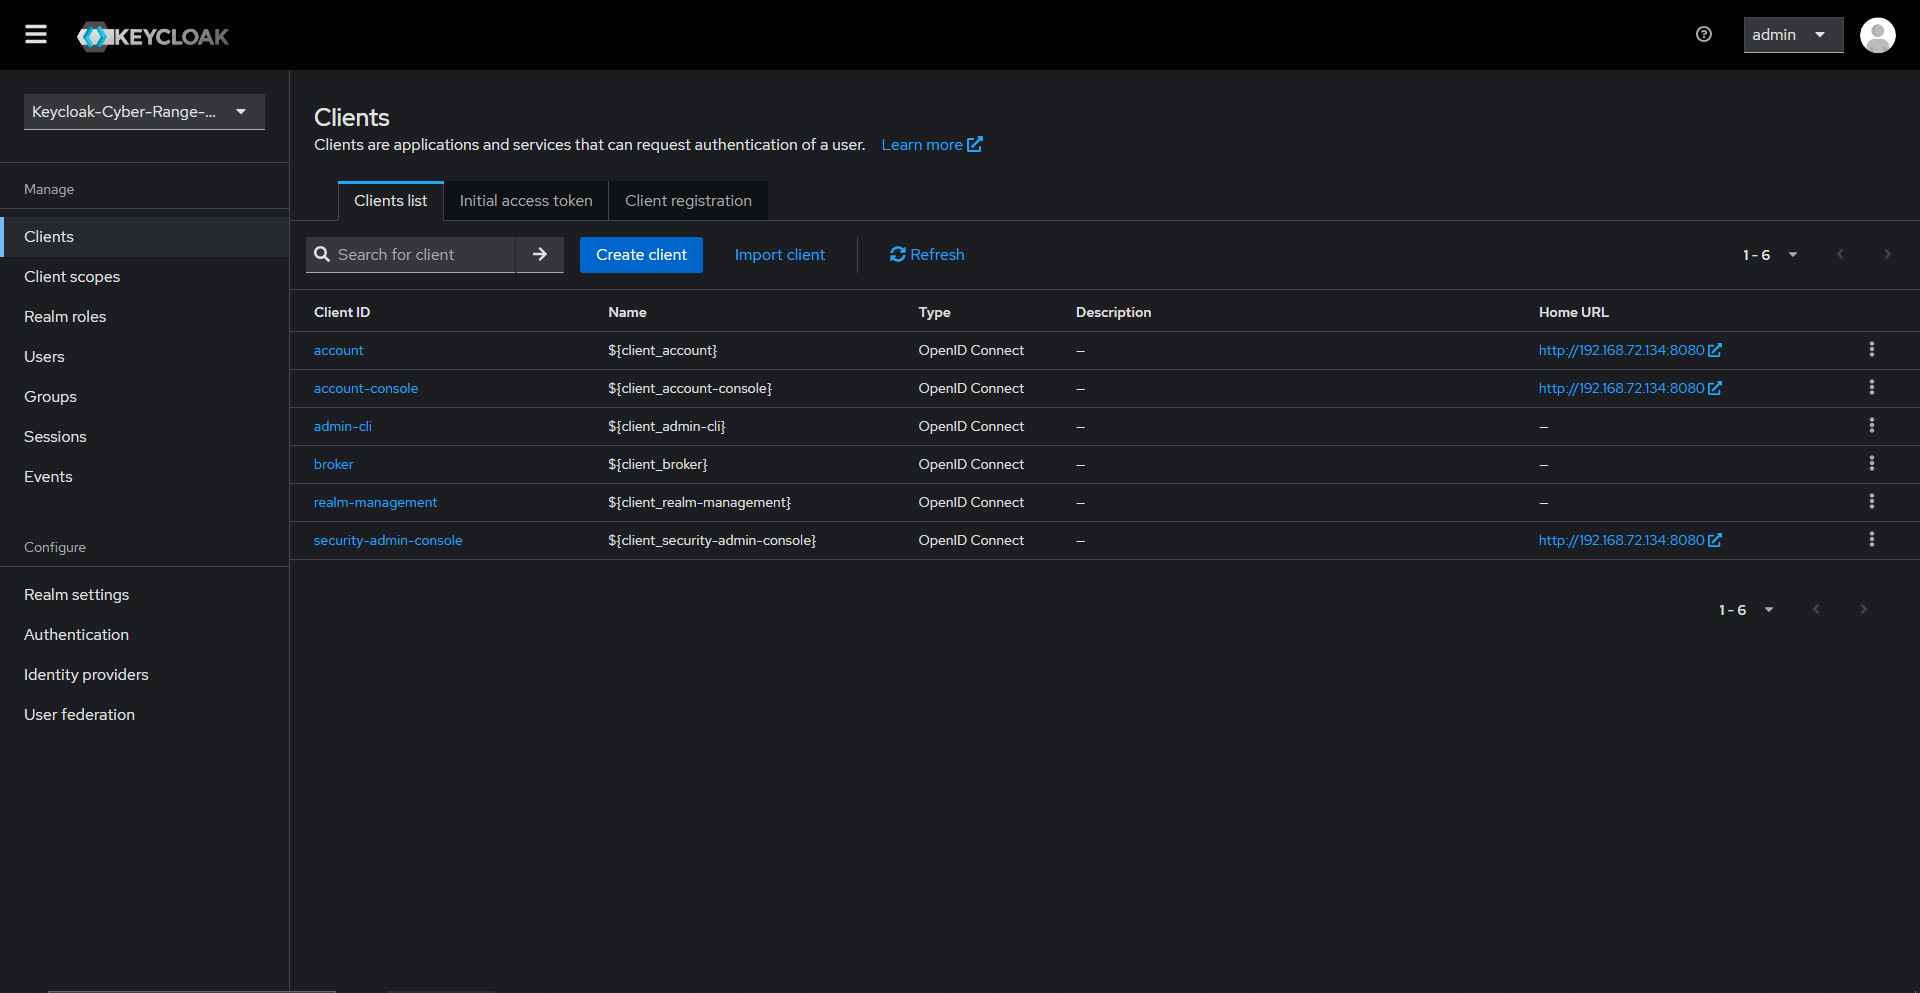 KEYCLOAK
admin
Keycloak-Cyber-Range-...
Manage
Clients
Client scopes
Realm roles
Users
Groups
Sessions
Events
Configure
Realm settings
Authentication
Identity providers
User federation
Clients
Clients are applications and services that can request authentication of a user. Learn more
Clients list Initial access token Client registration
Search for client Create client Import client Refresh 1 - 6
Client ID Name Type Description Home URL
account ${client_account} OpenID Connect – http://192.168.72.134:8080
account-console ${client_account-console} OpenID Connect – http://192.168.72.134:8080
admin-cli ${client_admin-cli} OpenID Connect – –
broker ${client_broker} OpenID Connect – –
realm-management ${client_realm-management} OpenID Connect – –
security-admin-console ${client_security-admin-console} OpenID Connect – http://192.168.72.134:8080
1 - 6